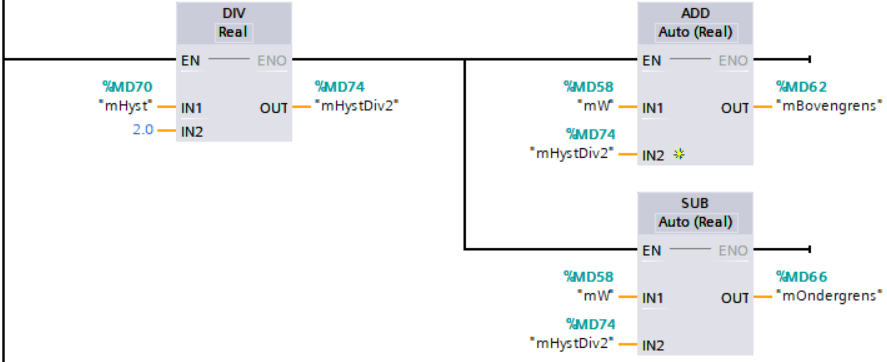 DIV
Real
EN ENO
%MD70
"mHyst" IN1
2.0 IN2
OUT
%MD74
"mHystDiv2"
ADD
Auto (Real)
EN ENO
%MD58
"mW" IN1
%MD74
"mHystDiv2" IN2
OUT
%MD62
"mBovengrens"
SUB
Auto (Real)
EN ENO
%MD58
"mW" IN1
%MD74
"mHystDiv2" IN2
OUT
%MD66
"mOndergrens"